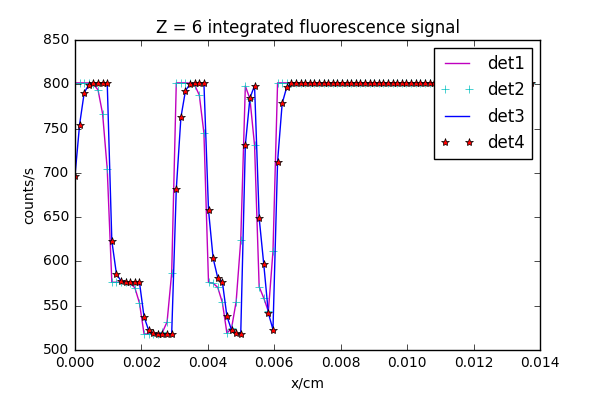 Z = 6 integrated fluorescence signal
850
800
750
700
650
600
550
500
counts/s
det1
det2
det3
det4
0.000 0.002 0.004 0.006 0.008 0.010 0.012 0.014
x/cm